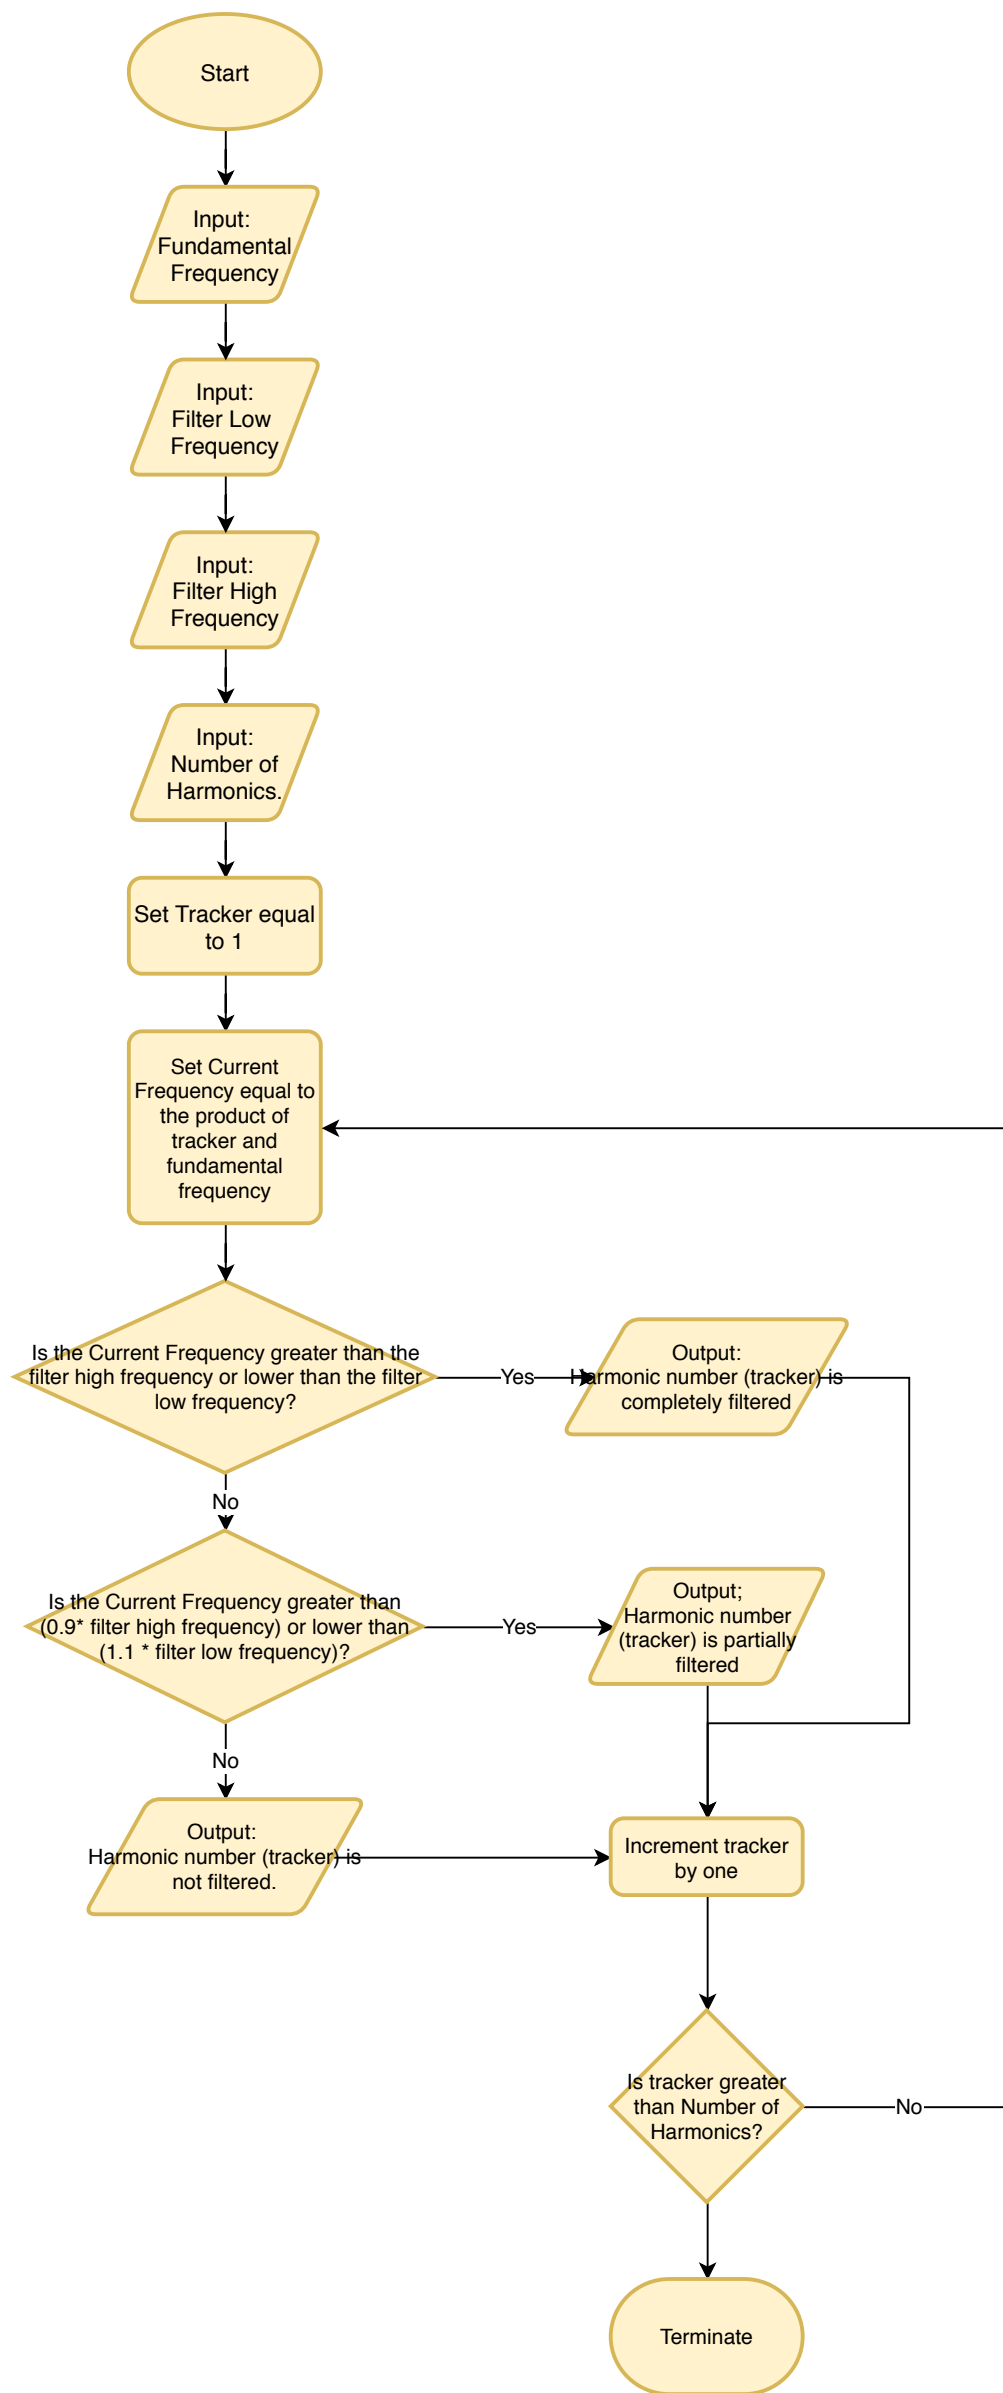 Start
Input:
Fundamental
Frequency
Input:
Filter Low
Frequency
Input:
Filter High
Frequency
Input:
Number of
Harmonics.
Set Tracker equal
to 1
Set Current
Frequency equal to
the product of
tracker and
fundamental
frequency
Is the Current Frequency greater than the
filter high frequency or lower than the filter
low frequency?
Yes
Output:
Harmonic number (tracker) is
completely filtered
No
Is the Current Frequency greater than
(0.9* filter high frequency) or lower than
(1.1 * filter low frequency)?
Yes
Output;
Harmonic number
(tracker) is partially
filtered
No
Output:
Harmonic number (tracker) is
not filtered.
Increment tracker
by one
Is tracker greater
than Number of
Harmonics?
No
Terminate